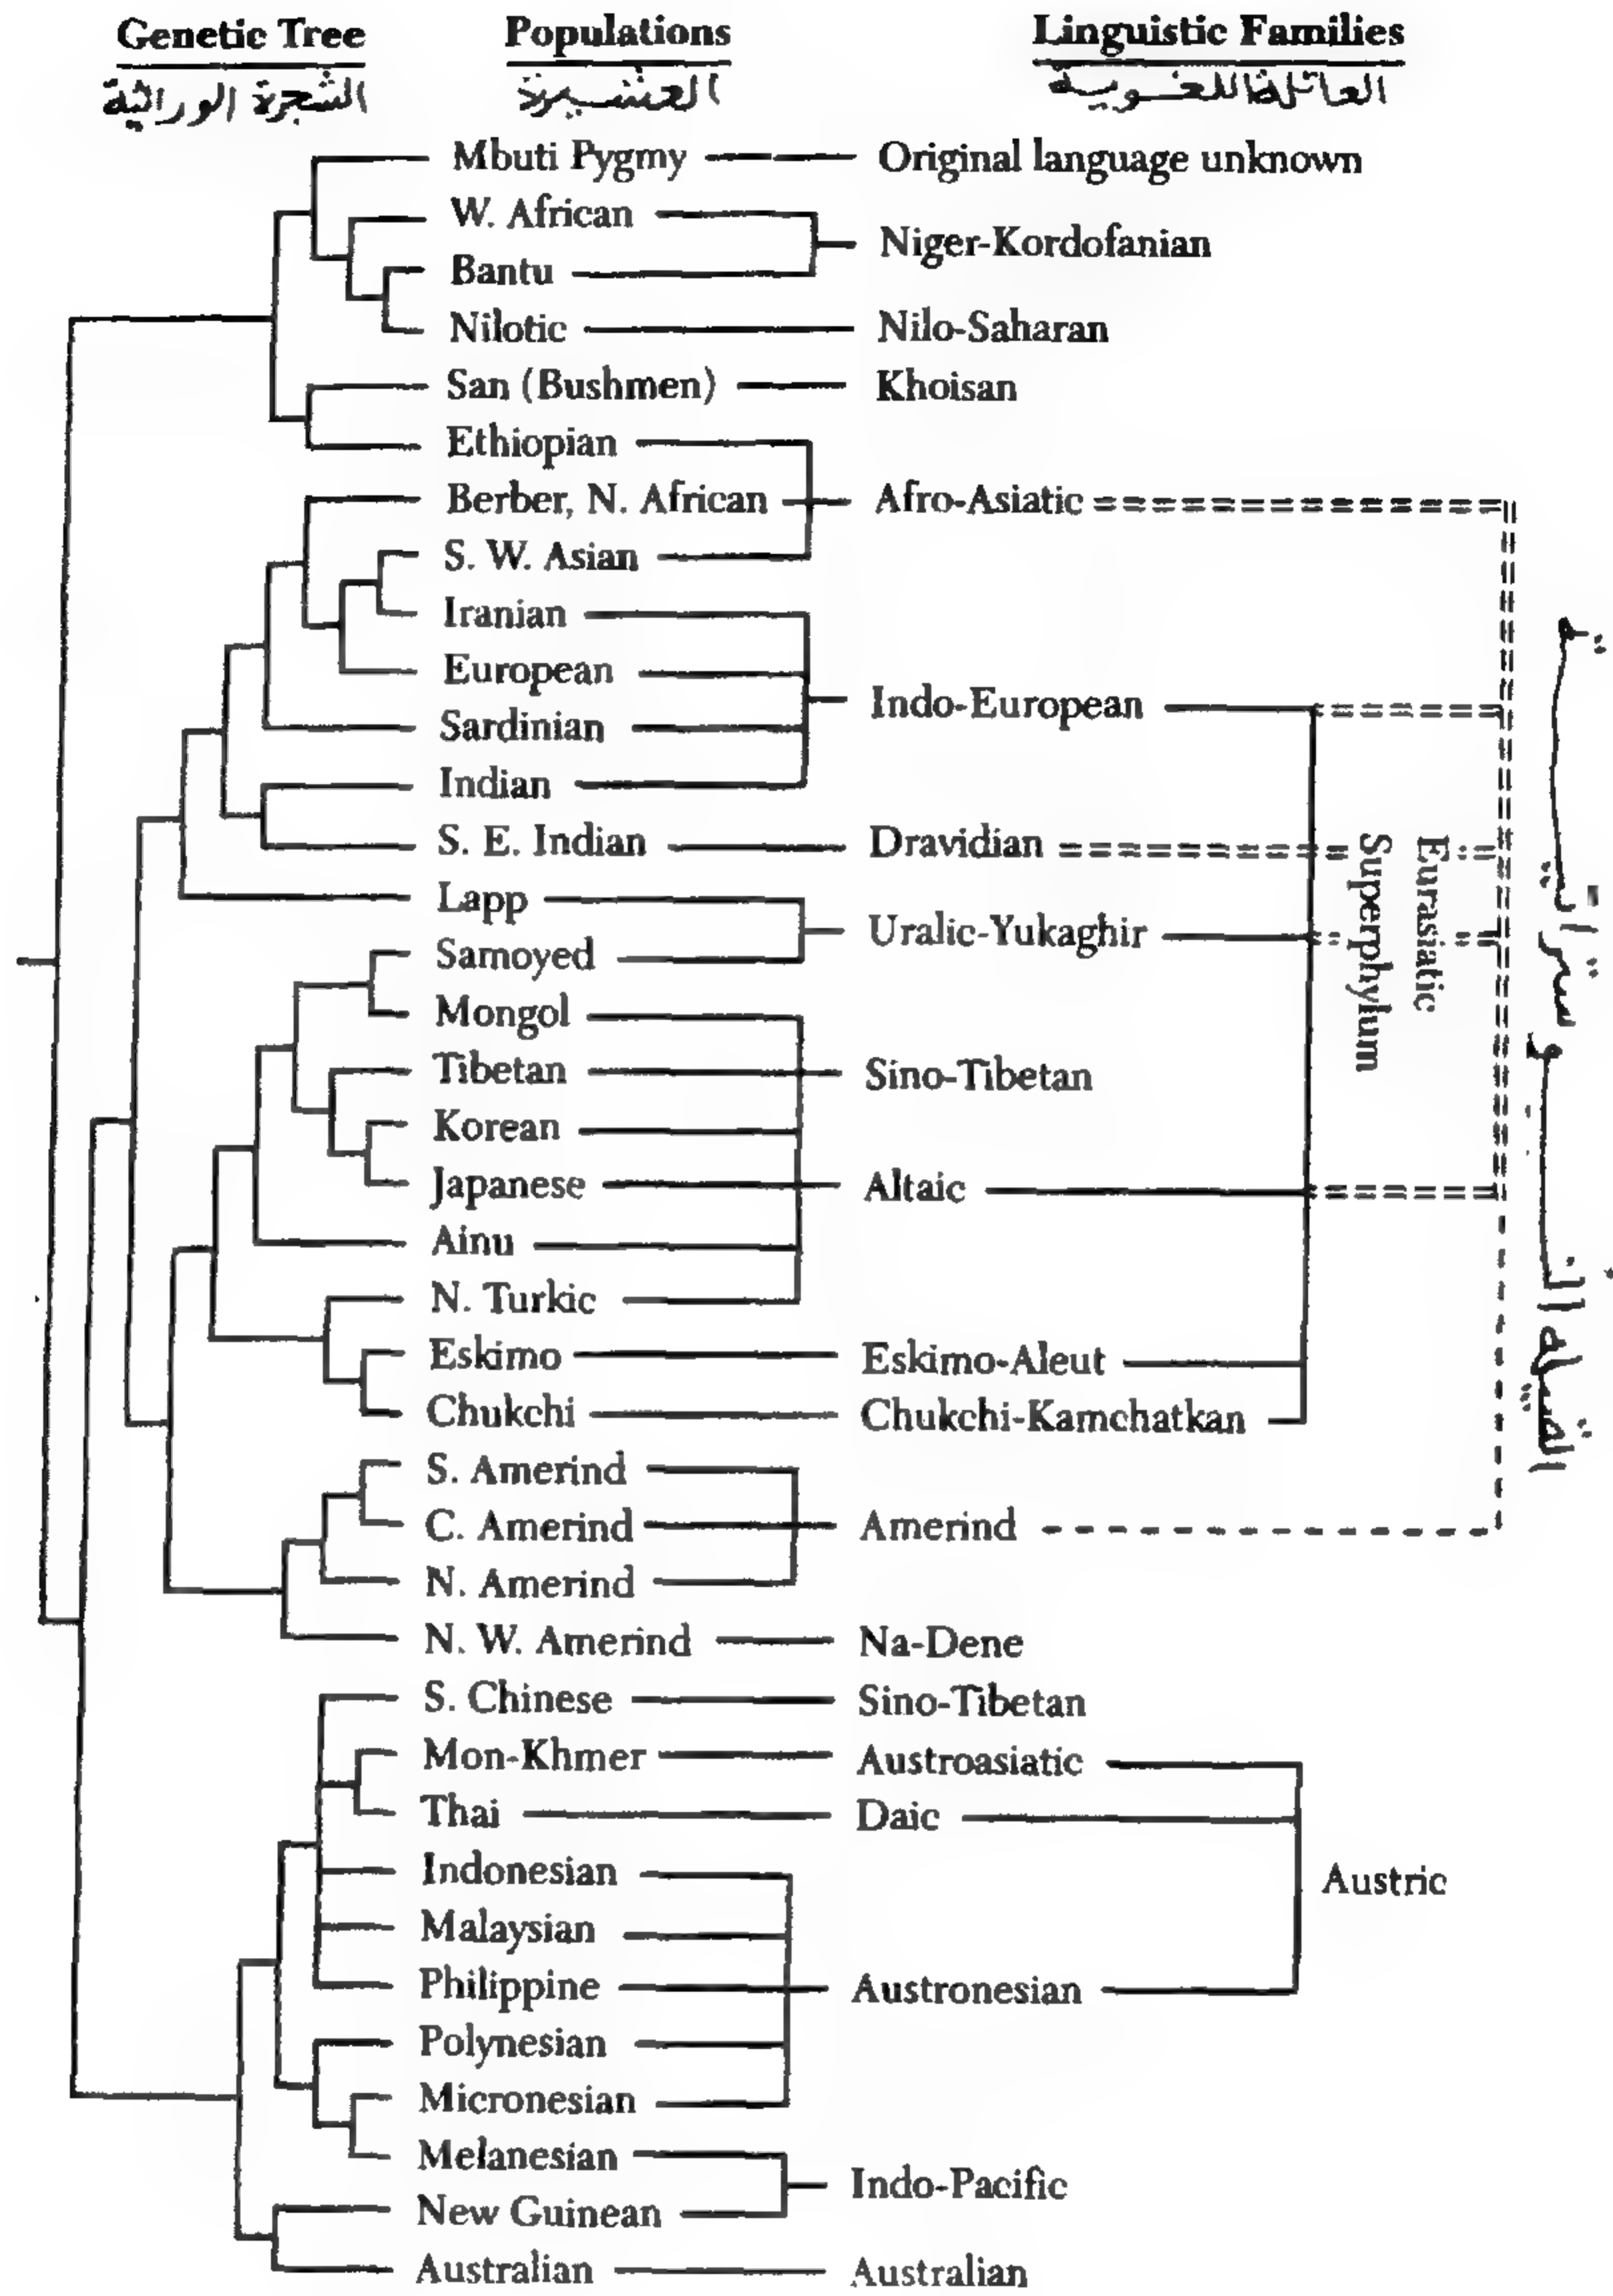 Genetic Tree Populations Linguistic Families
الشجرة الوراثية العشيرة العائلة اللغوية
Mbuti Pygmy Original language unknown
W. African
Niger-Kordofanian
Bantu
Nilotic Nilo-Saharan
San (Bushmen) Khoisan
Ethiopian
Berber, N. African Afro-Asiatic
S. W. Asian
Iranian
European
Indo-European
Sardinian
Indian
S. E. Indian Dravidian
Lapp
Uralic-Yukaghir
Samoyed
Mongol
Tibetan Sino-Tibetan
Korean
Japanese Altaic
Ainu
N. Turkic
Eskimo Eskimo-Aleut
Chukchi Chukchi-Kamchatkan
S. Amerind
C. Amerind Amerind
N. Amerind
N. W. Amerind Na-Dene
S. Chinese Sino-Tibetan
Mon-Khmer Austroasiatic
Thai Daic
Indonesian
Austric
Malaysian
Philippine Austronesian
Polynesian
Micronesian
Melanesian
Indo-Pacific
New Guinean
Australian Australian
Eurasiatic
Superphylum